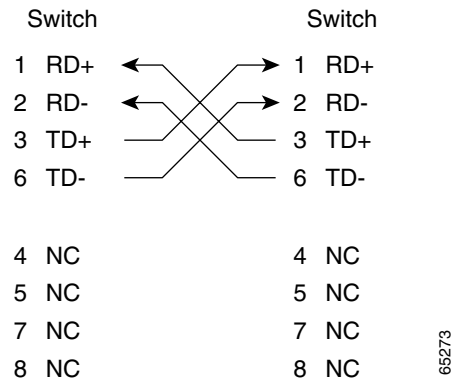 Switch Switch
1 RD+ 1 RD+
2 RD- 2 RD-
3 TD+ 3 TD+
6 TD- 6 TD-
4 NC 4 NC
5 NC 5 NC
7 NC 7 NC
8 NC 8 NC
65273